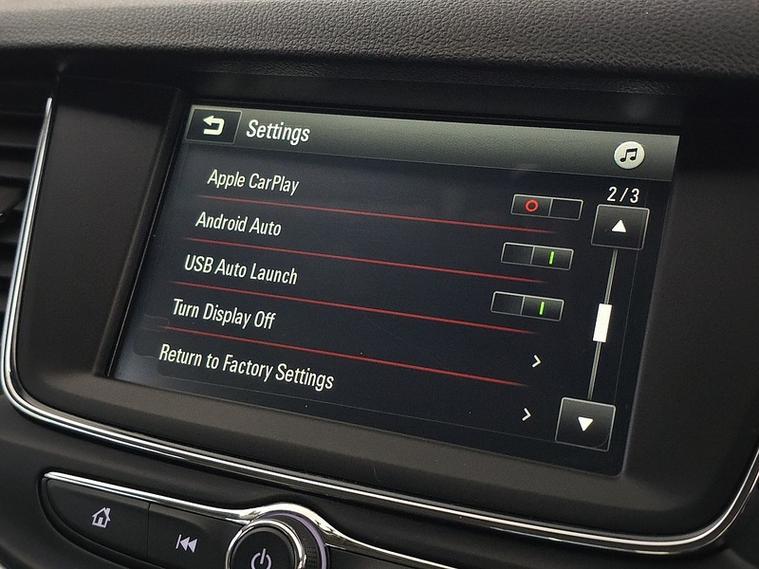 Settings
2/3
Apple CarPlay
Android Auto
USB Auto Launch
Turn Display Off
Return to Factory Settings